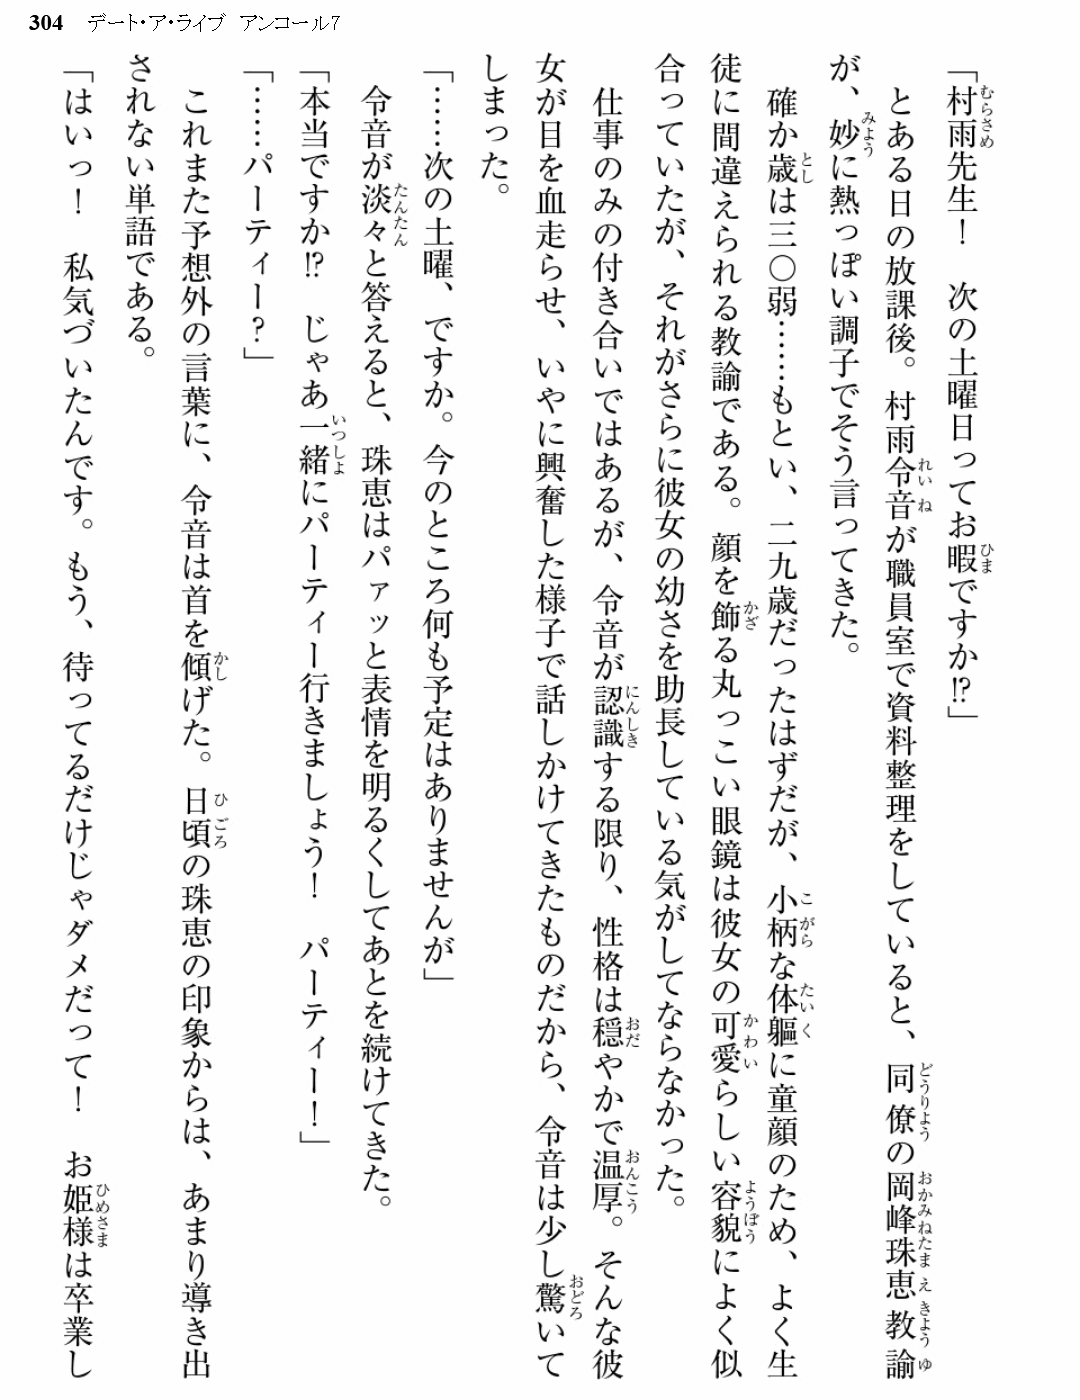 304 デート・ア・ライブ アンコール7
「村雨先生！　次の土曜日ってお暇ですか!?」
　とある日の放課後。村雨令音が職員室で資料整理をしていると、同僚の岡峰珠恵教諭
が、妙に熱っぽい調子でそう言ってきた。
　確か歳は三〇弱……もとい、二九歳だったはずだが、小柄な体軀に童顔のため、よく生
徒に間違えられる教諭である。顔を飾る丸っこい眼鏡は彼女の可愛らしい容貌によく似
合っていたが、それがさらに彼女の幼さを助長している気がしてならなかった。
　仕事のみの付き合いではあるが、令音が認識する限り、性格は穏やかで温厚。そんな彼
女が目を血走らせ、いやに興奮した様子で話しかけてきたものだから、令音は少し驚いて
しまった。
「……次の土曜、ですか。今のところ何も予定はありませんが」
　令音が淡々と答えると、珠恵はパァッと表情を明るくしてあとを続けてきた。
「本当ですか!?　じゃあ一緒にパーティー行きましょう！　パーティー！」
「……パーティー？」
　これまた予想外の言葉に、令音は首を傾げた。日頃の珠恵の印象からは、あまり導き出
されない単語である。
「はいっ！　私気づいたんです。もう、待ってるだけじゃダメだって！　お姫様は卒業し